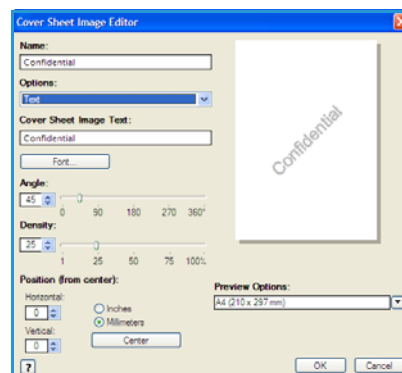 Cover Sheet Image Editor
Name:
Confidential
Options:
Text
Cover Sheet Image Text:
Confidential
Font...
Angle:
45
0 90 180 270 360°
Density:
25
1 25 50 75 100%
Position (from center):
Horizontal:
0
Inches
Millimeters
Vertical:
0
Center
Confidential
Preview Options:
A4 (210 x 297 mm)
?
OK Cancel